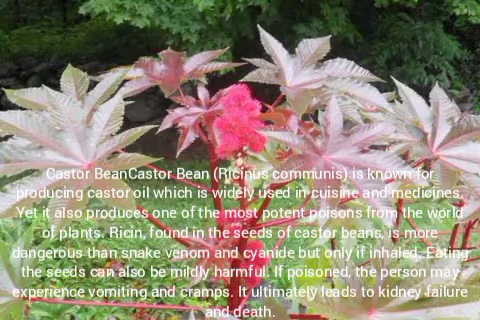 Castor BeanCastor Bean (Ricinus communis) is known for
producing castor oil which is widely used in cuisine and medicines.
Yet it also produces one of the most potent poisons from the world
of plants. Ricin, found in the seeds of castor beans, is more
dangerous than snake venom and cyanide but only if inhaled. Eating
the seeds can also be mildly harmful. If poisoned, the person may
experience vomiting and cramps. It ultimately leads to kidney failure
and death.